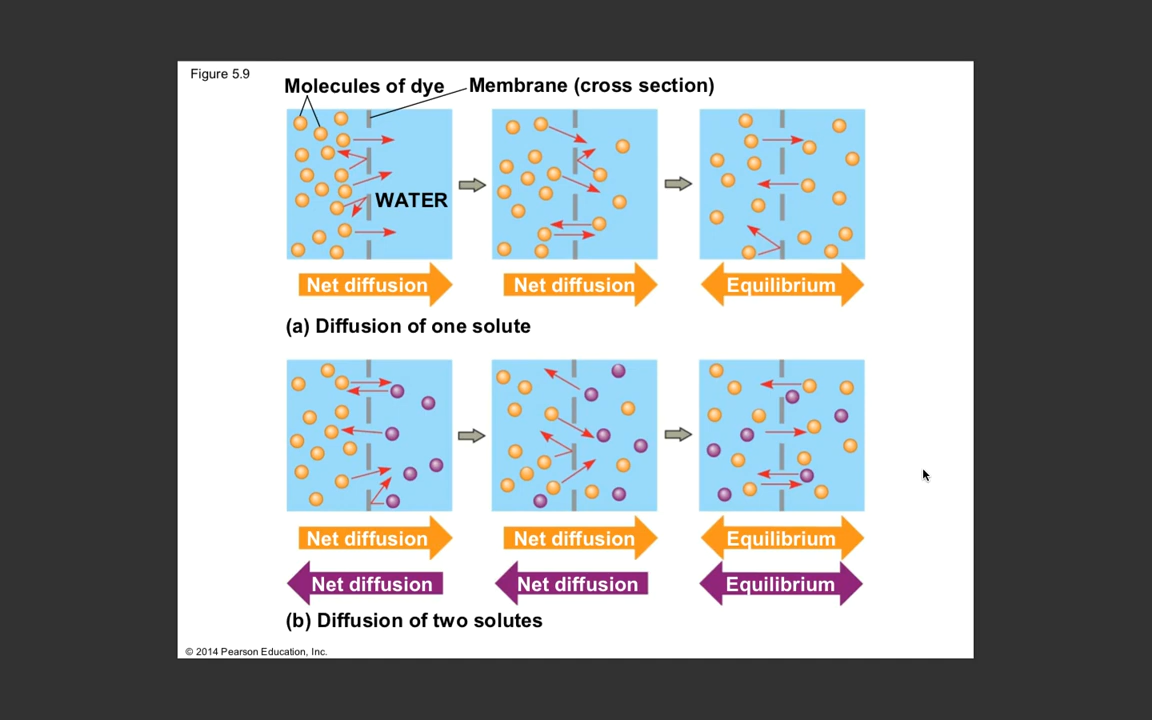 Figure 5.9
Molecules of dye
Membrane (cross section)
WATER
Net diffusion
Net diffusion
Equilibrium
(a) Diffusion of one solute
Net diffusion
Net diffusion
Equilibrium
Net diffusion
Net diffusion
Equilibrium
(b) Diffusion of two solutes
© 2014 Pearson Education, Inc.